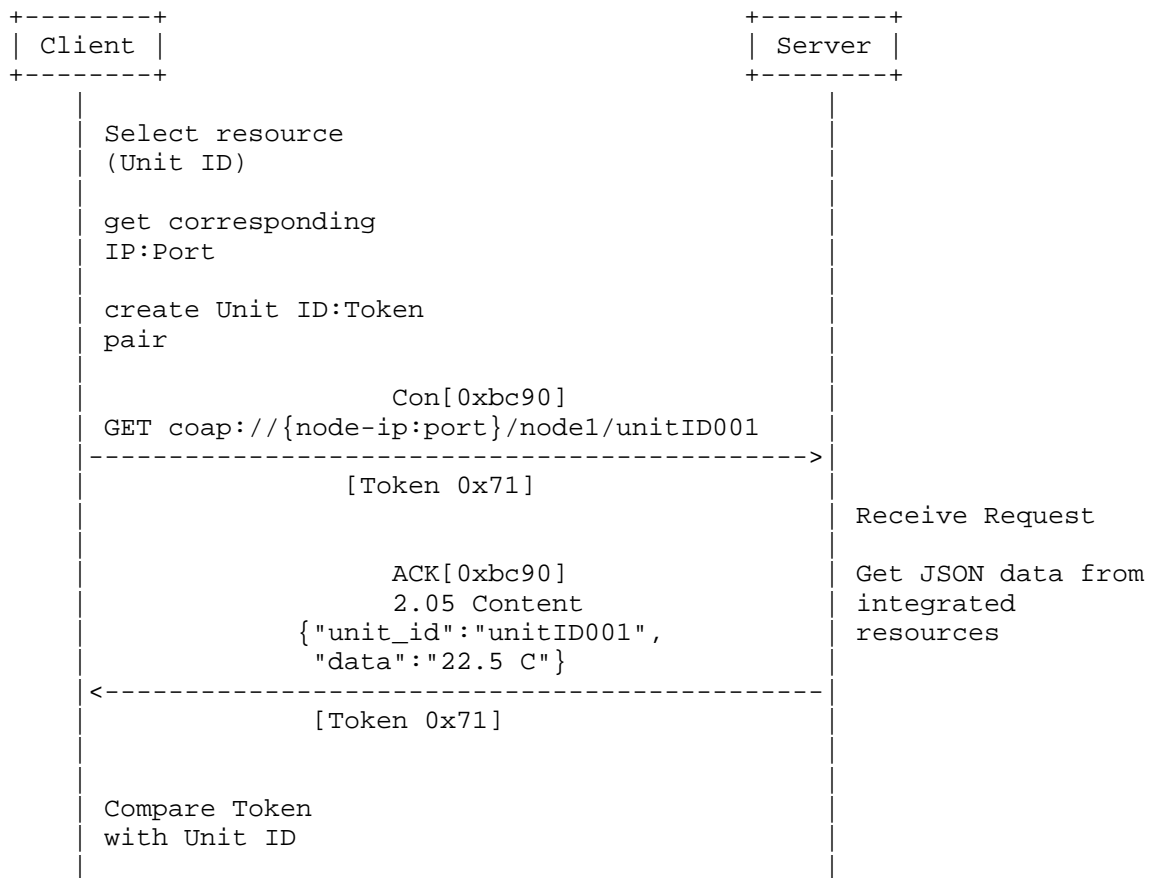 Client
Server
Select resource
(Unit ID)
get corresponding
IP:Port
create Unit ID:Token
pair
Con[0xbc90]
GET coap://{node-ip:port}/node1/unitID001
[Token 0x71]
Receive Request
ACK[0xbc90]
Get JSON data from
2.05 Content
integrated
{"unit_id":"unitID001",
resources
"data":"22.5 C"}
[Token 0x71]
Compare Token
with Unit ID